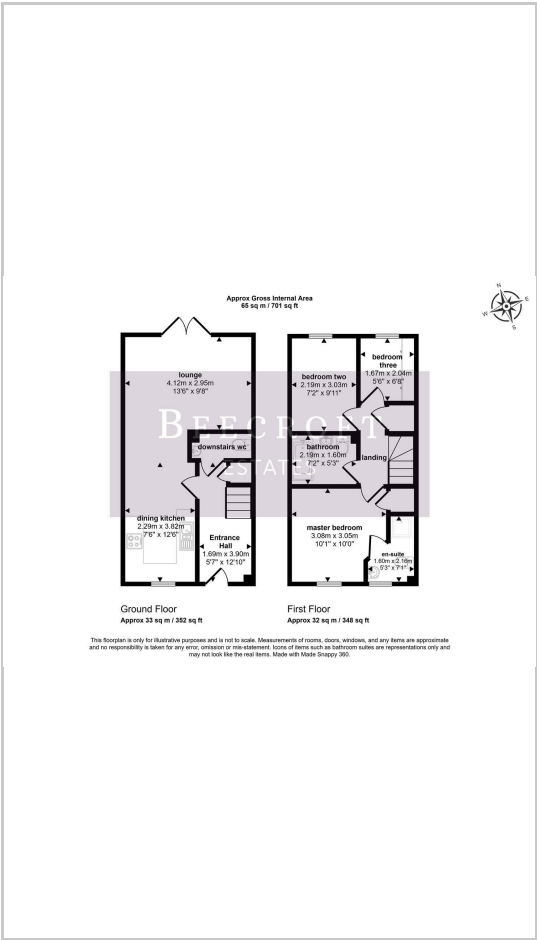 Approx Gross Internal Area
65 sq m / 701 sq ft
N
E
S
W
lounge
4.12m x 2.95m
13'6" x 9'8"
downstairs wc
dining kitchen
2.29m x 3.82m
7'6" x 12'6"
Entrance
Hall
1.69m x 3.90m
5'7" x 12'10"
bedroom two
2.19m x 3.03m
7'2" x 9'11"
bedroom
three
1.67m x 2.04m
5'6" x 6'8"
bathroom
2.19m x 1.60m
7'2" x 5'3"
landing
master bedroom
3.08m x 3.05m
10'1" x 10'0"
en-suite
1.60m x 2.16m
5'3" x 7'1"
BEECROFT
ESTATES
Ground Floor
Approx 33 sq m / 352 sq ft
First Floor
Approx 32 sq m / 348 sq ft
This floorplan is only for illustrative purposes and is not to scale. Measurements of rooms, doors, windows, and any items are approximate
and no responsibility is taken for any error, omission or mis-statement. Icons of items such as bathroom suites are representations only and
may not look like the real items. Made with Made Snappy 360.